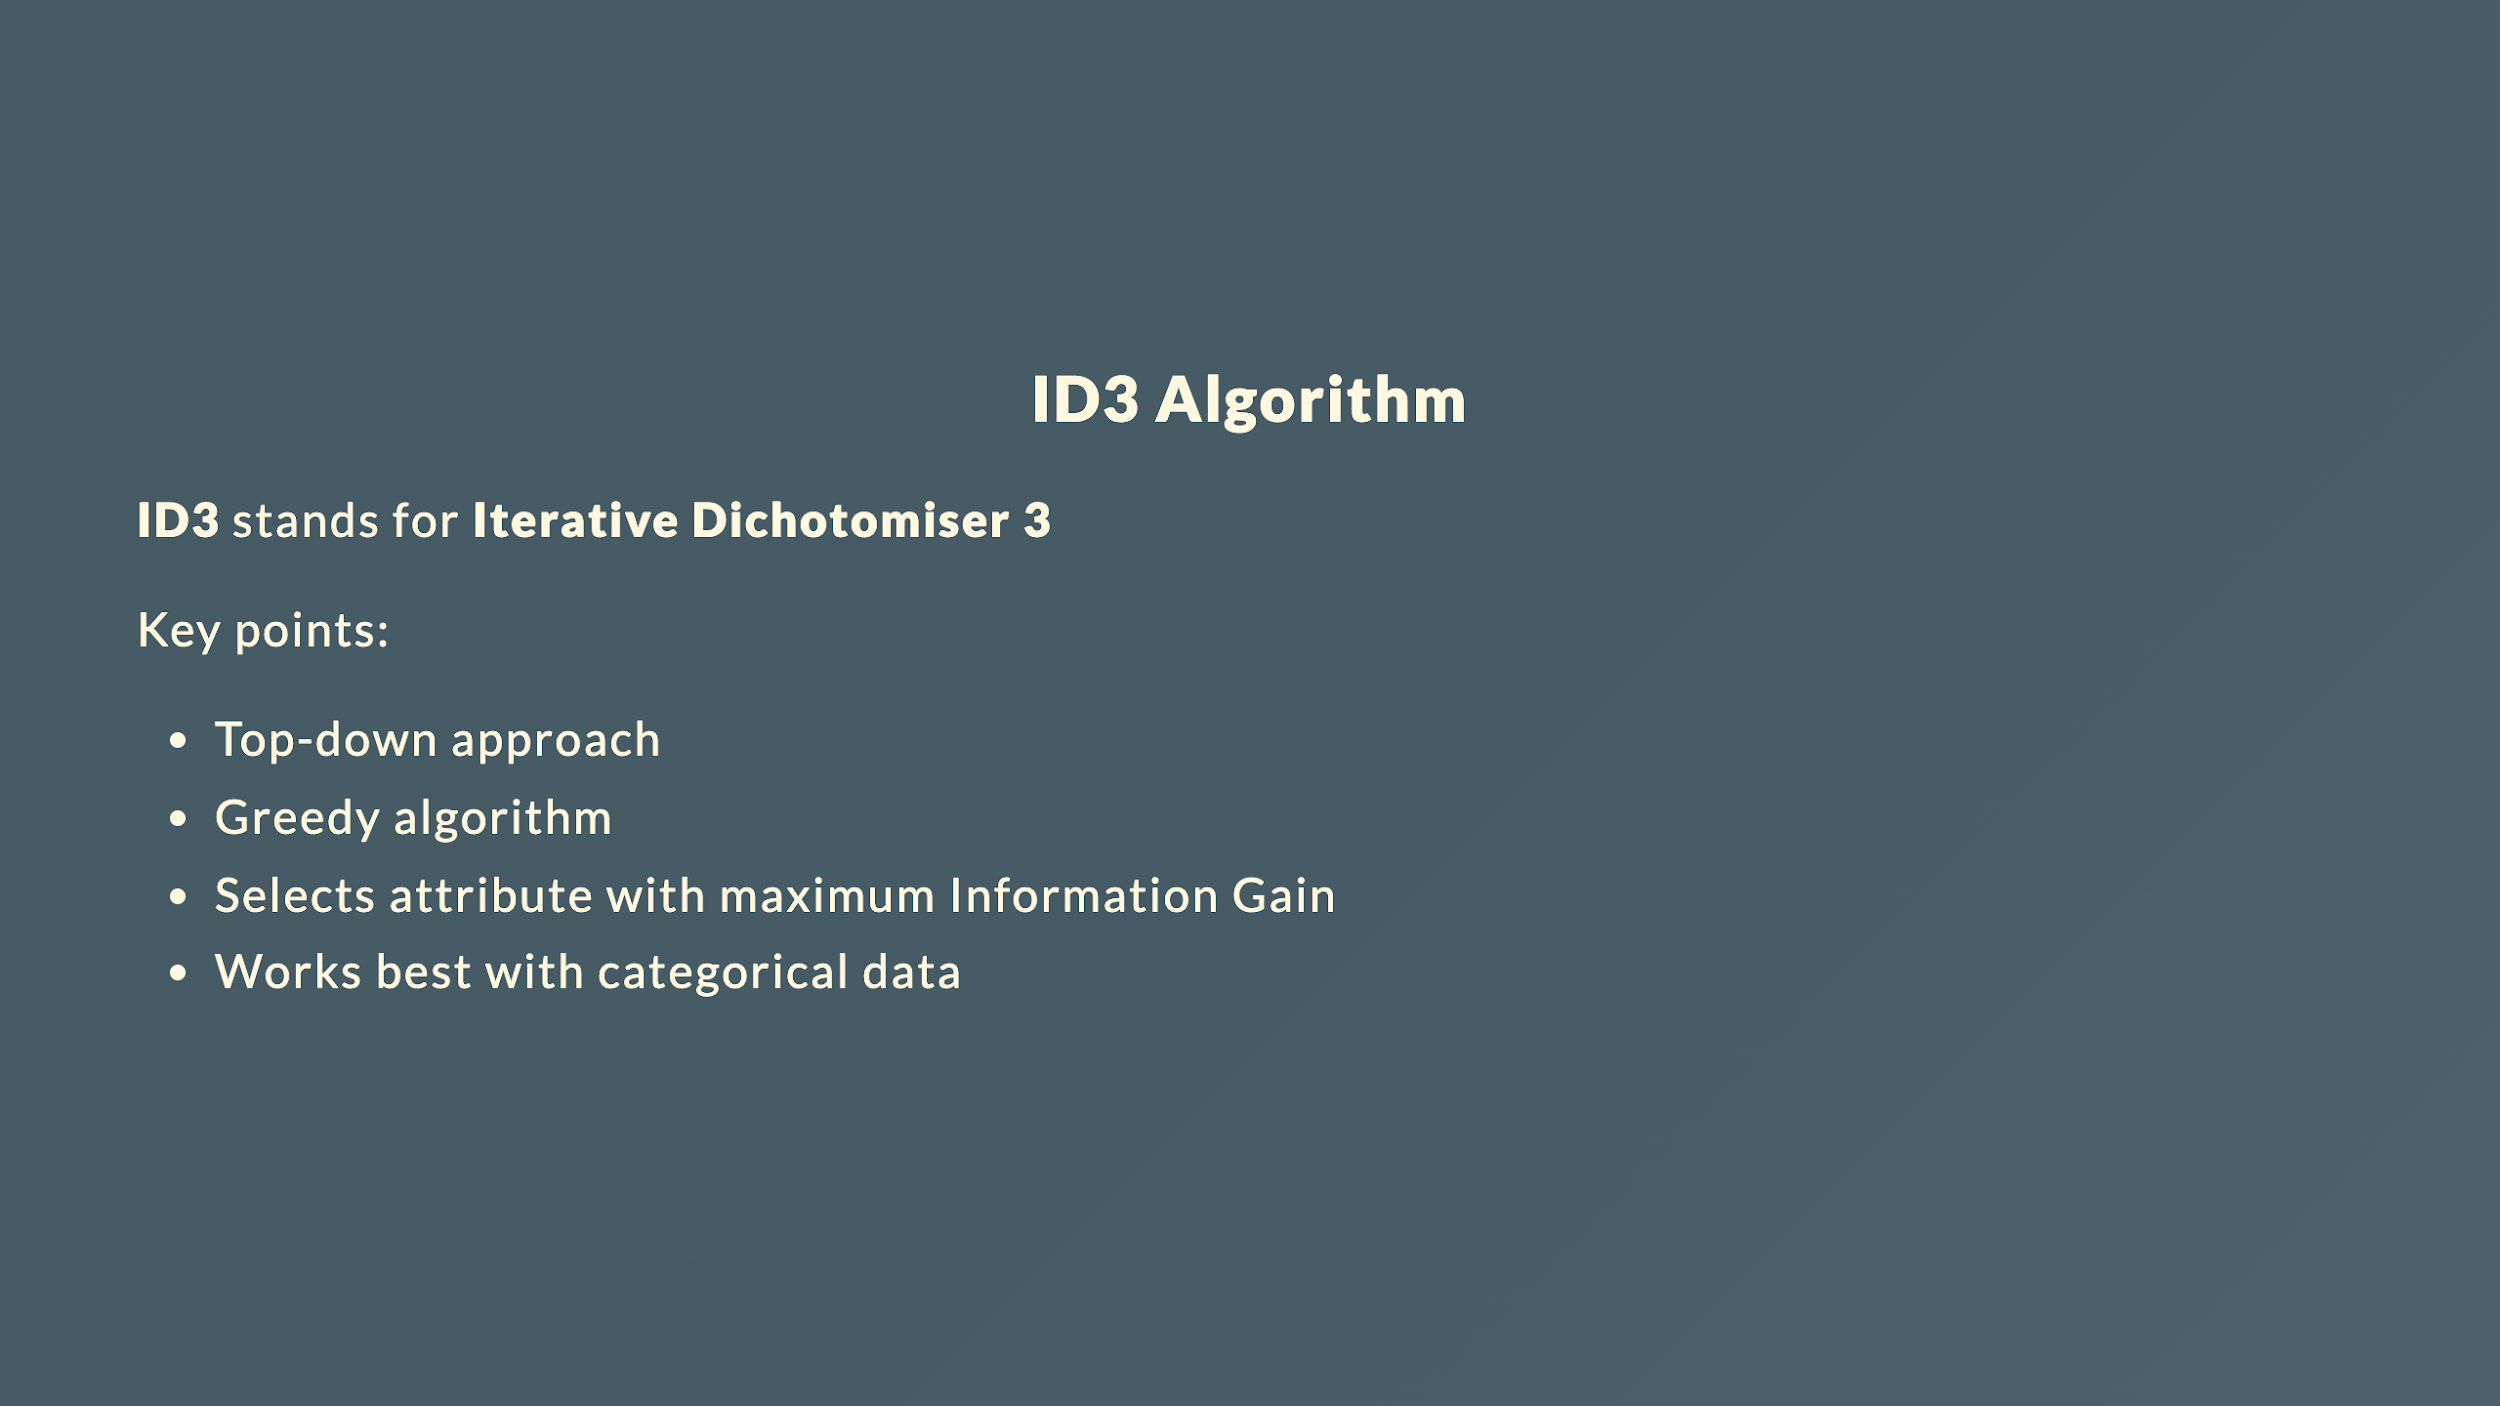 ID3 Algorithm
ID3 stands for Iterative Dichotomiser 3
Key points:
• Top-down approach
• Greedy algorithm
• Selects attribute with maximum Information Gain
• Works best with categorical data